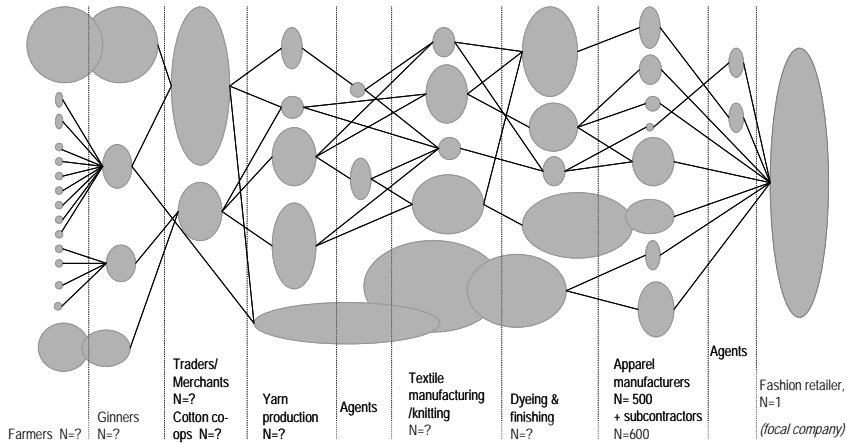 Farmers N=?
Ginners
N=?
Traders/
Merchants
N=?
Cotton co-
ops N=?
Yarn
production
N=?
Agents
Textile
manufacturing
/knitting
N=?
Dyeing &
finishing
N=?
Apparel
manufacturers
N= 500
+ subcontractors
N=600
Agents
Fashion retailer,
N=1
(focal company)